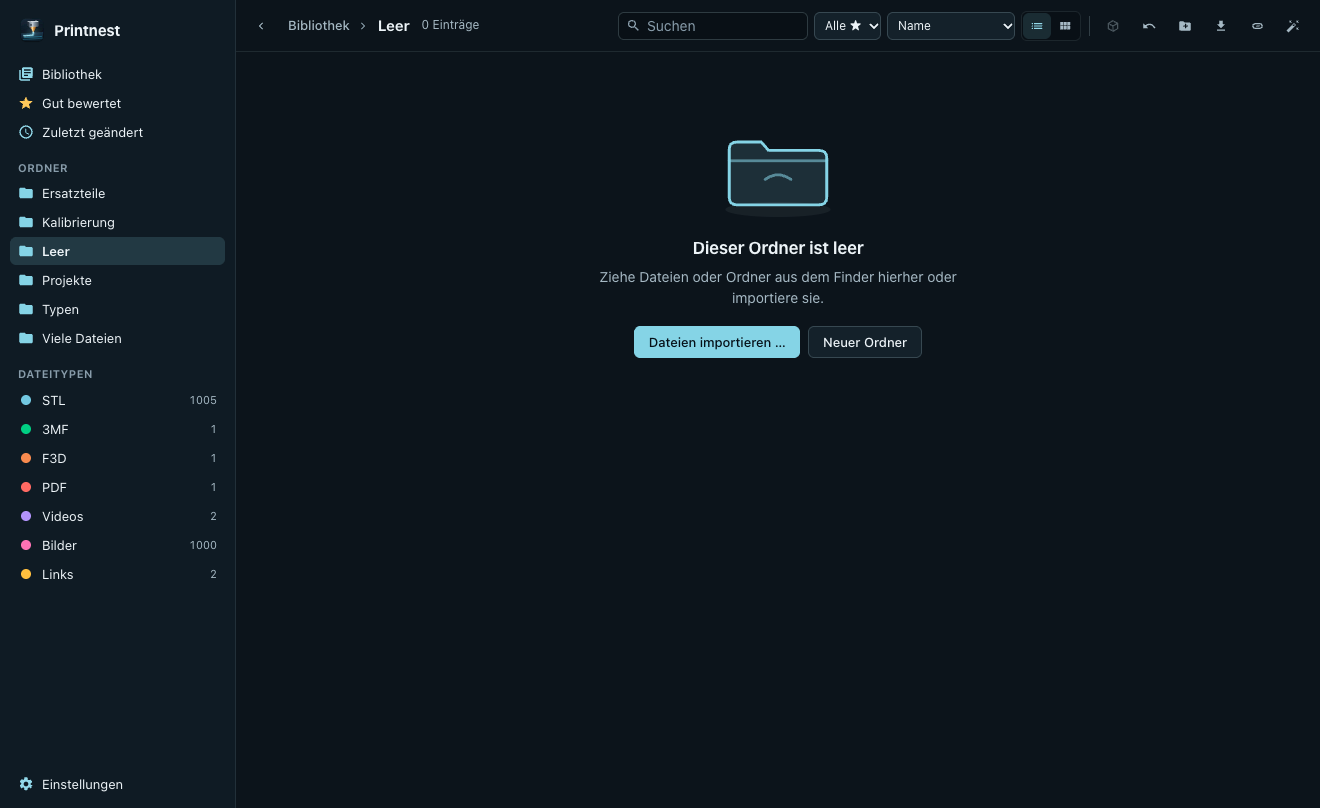 Printnest
Bibliothek
Gut bewertet
Zuletzt geändert
ORDNER
Ersatzteile
Kalibrierung
Leer
Projekte
Typen
Viele Dateien
DATEITYPEN
STL 1005
3MF 1
F3D 1
PDF 1
Videos 2
Bilder 1000
Links 2
Einstellungen
Bibliothek › Leer 0 Einträge
Suchen
Alle ★
Name
Dieser Ordner ist leer
Ziehe Dateien oder Ordner aus dem Finder hierher oder
importiere sie.
Dateien importieren ...
Neuer Ordner